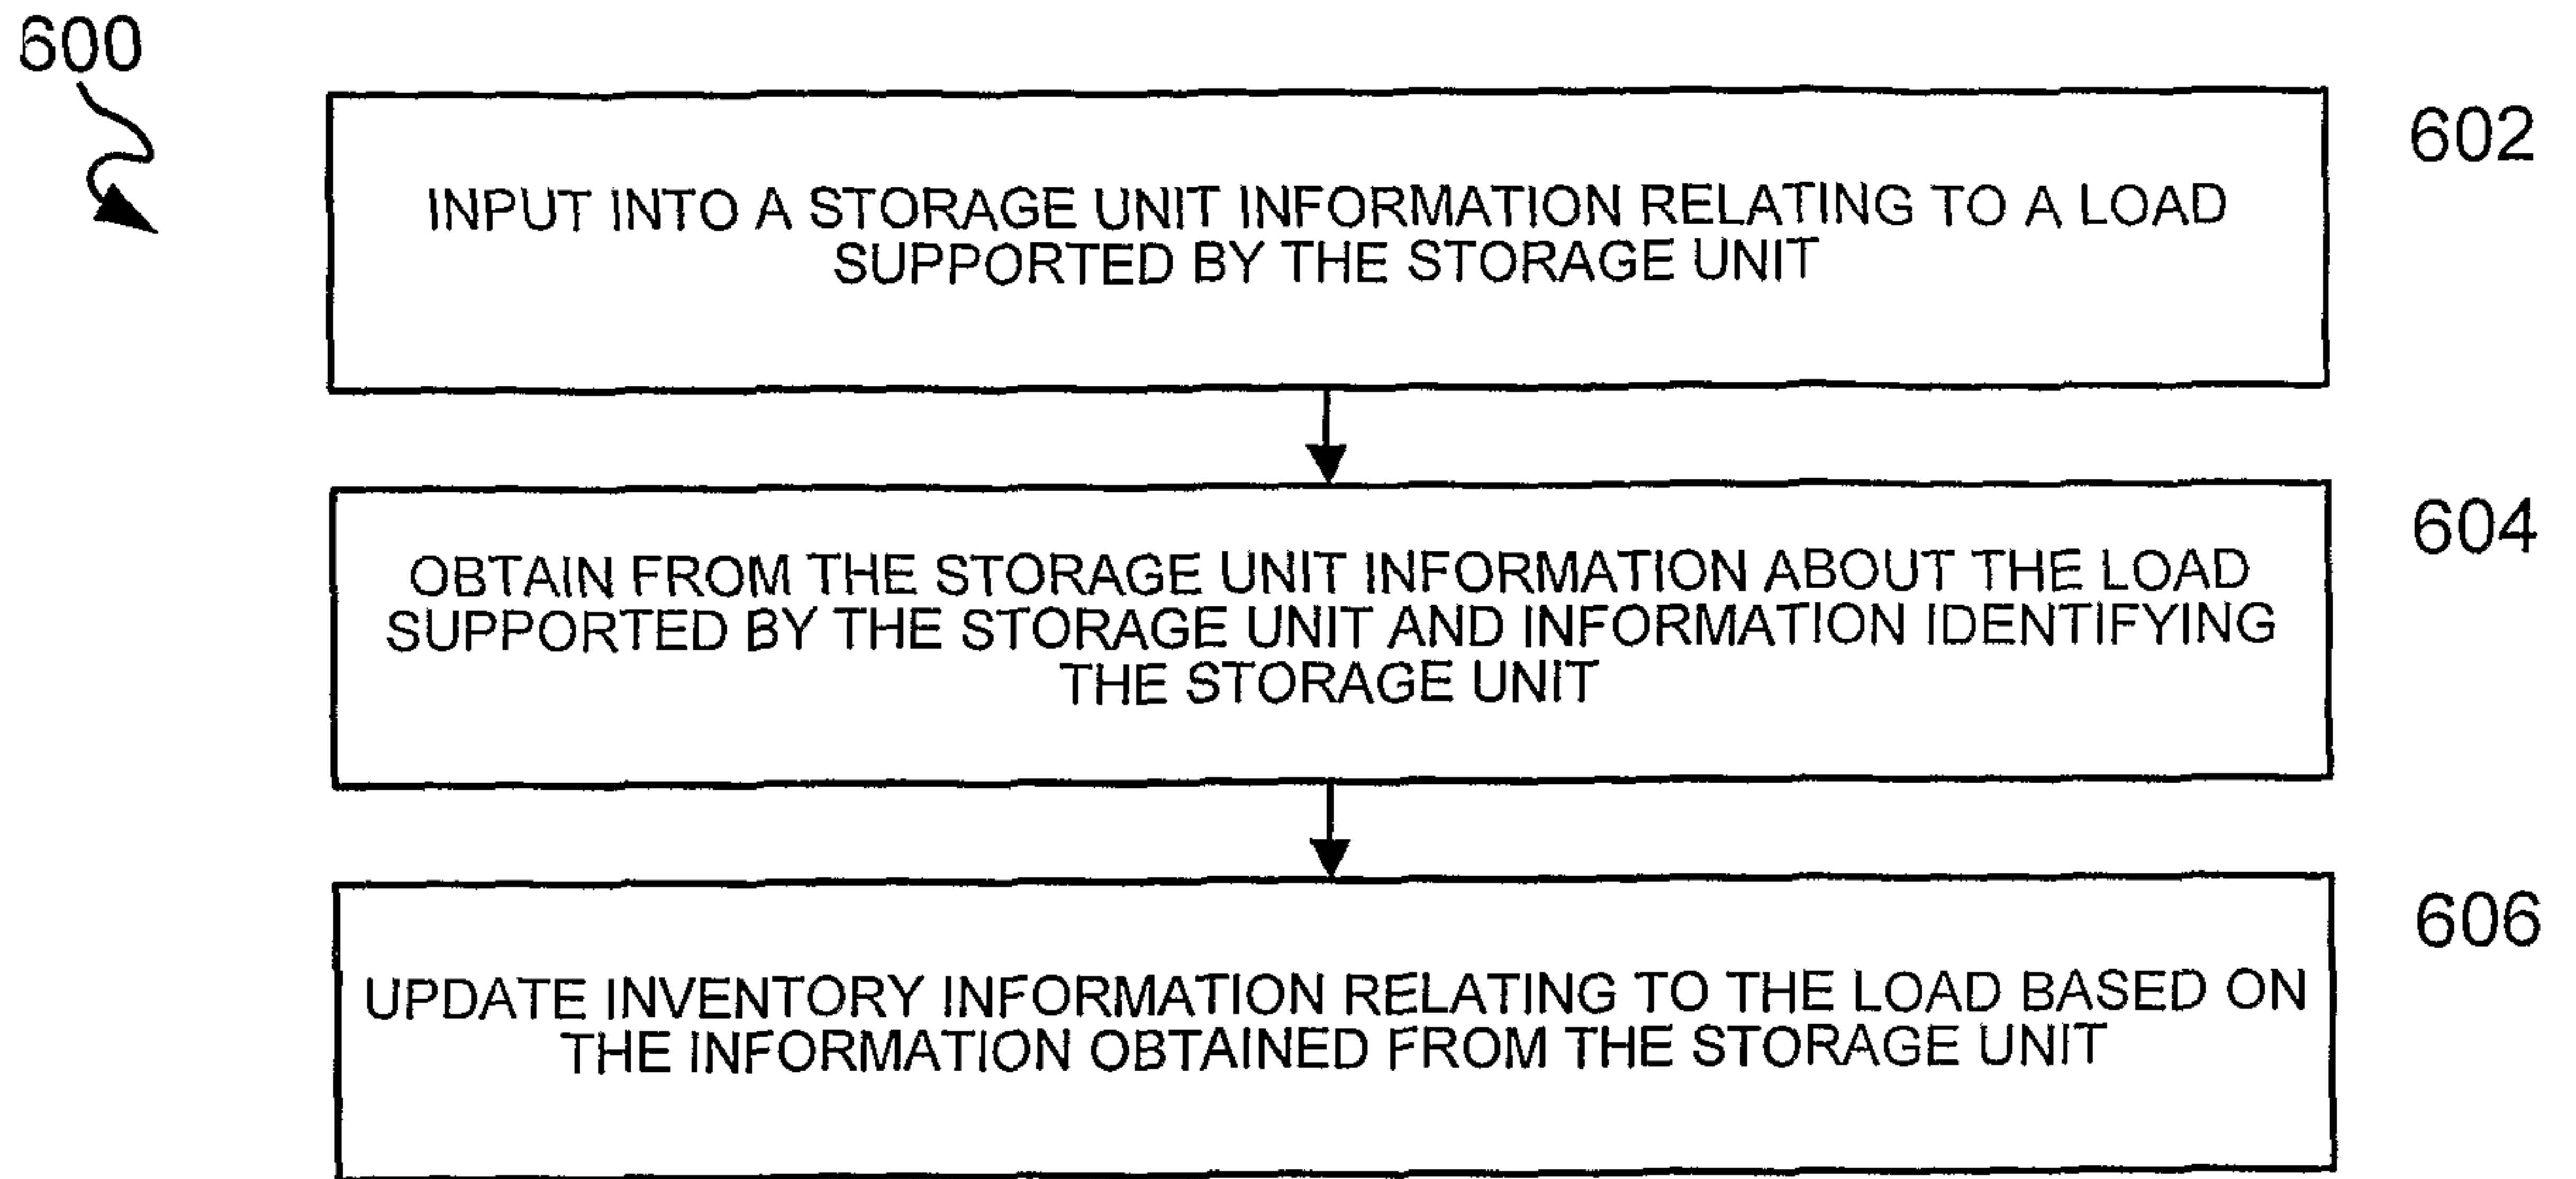 600
602
INPUT INTO A STORAGE UNIT INFORMATION RELATING TO A LOAD
SUPPORTED BY THE STORAGE UNIT
604
OBTAIN FROM THE STORAGE UNIT INFORMATION ABOUT THE LOAD
SUPPORTED BY THE STORAGE UNIT AND INFORMATION IDENTIFYING
THE STORAGE UNIT
606
UPDATE INVENTORY INFORMATION RELATING TO THE LOAD BASED ON
THE INFORMATION OBTAINED FROM THE STORAGE UNIT